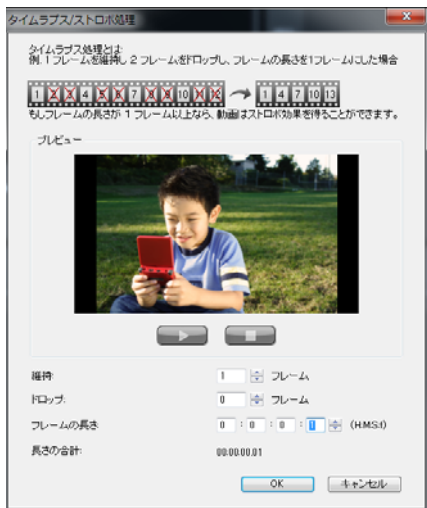 タイムラプス/ストロボ処理
タイムラプス処理とは
例. 1 フレームを維持し 2 フレームをドロップし、フレームの長さを1フレームにした場合
1 2 3 4 5 6 7 8 9 10 11 12 1 4 7 10 13
もしフレームの長さが 1 フレーム以上なら、動画はストロボ効果を得ることができます。
プレビュー
維持: 1 フレーム
ドロップ: 0 フレーム
フレームの長さ 0 : 0 : 0 : 1 (H:M:S:f)
長さの合計: 00:00:00.01
OK キャンセル